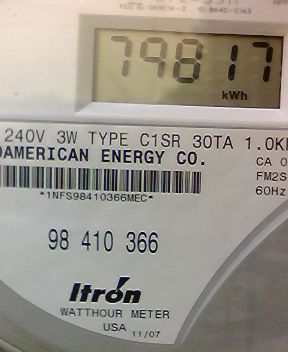 79817
kWh
240V 3W TYPE C1SR 30TA 1.0K
AMERICAN ENERGY CO.
CA 0
FM2S
60Hz
*1NFS98410366MEC*
98 410 366
Itrón
WATTHOUR METER
USA 11/07